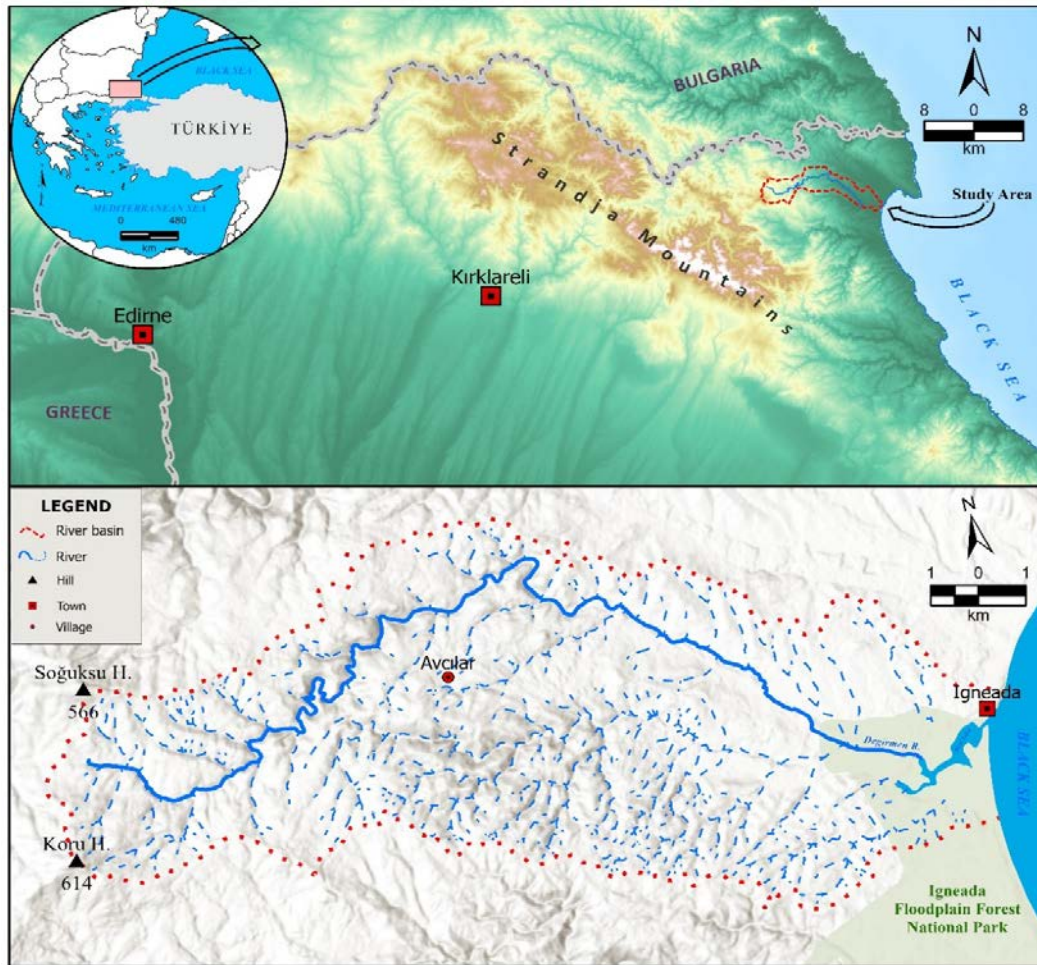 BLACK SEA
TÜRKİYE
MEDITERRANEAN SEA
0 480
km
BULGARIA
N
8 0 8
km
Strandja Mountains
Study Area
Kırklareli
Edirne
GREECE
BLACK SEA
LEGEND
River basin
River
Hill
Town
Village
N
1 0 1
km
Soğuksu H.
566
Avcılar
Igneada
Degirmen R.
BLACK SEA
Koru H.
614
Igneada
Floodplain Forest
National Park